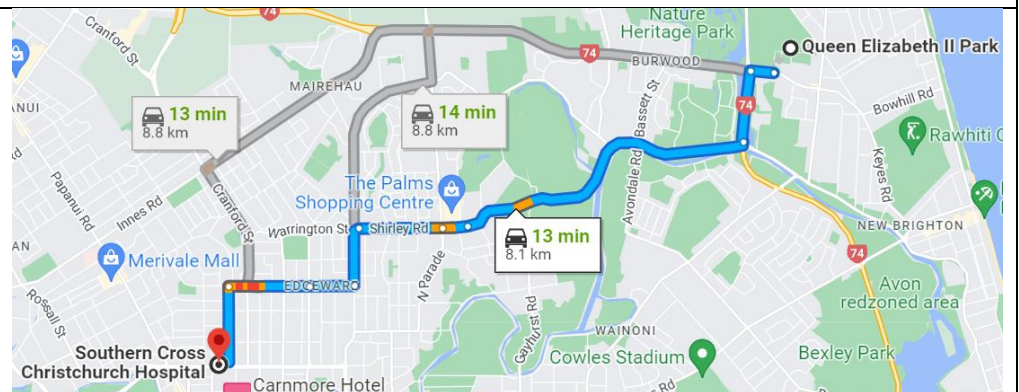 74
Cranford St
Nature
Heritage Park
Queen Elizabeth II Park
74
BURWOOD
MAIREHAU
Bowhill Rd
13 min
8.8 km
14 min
8.8 km
74
Bassett St
Rawhiti
Keyes Rd
Papanui Rd
Innes Rd
Cranford St
The Palms
Shopping Centre
Avondale Rd
Warrington St
Shirley Rd
13 min
8.1 km
NEW BRIGHTON
Merivale Mall
74
N Parade
EDGEWARE
Avon
redzoned area
Rossall St
Gayhurst Rd
WAINONI
Southern Cross
Christchurch Hospital
Cowles Stadium
Bexley Park
Carnmore Hotel